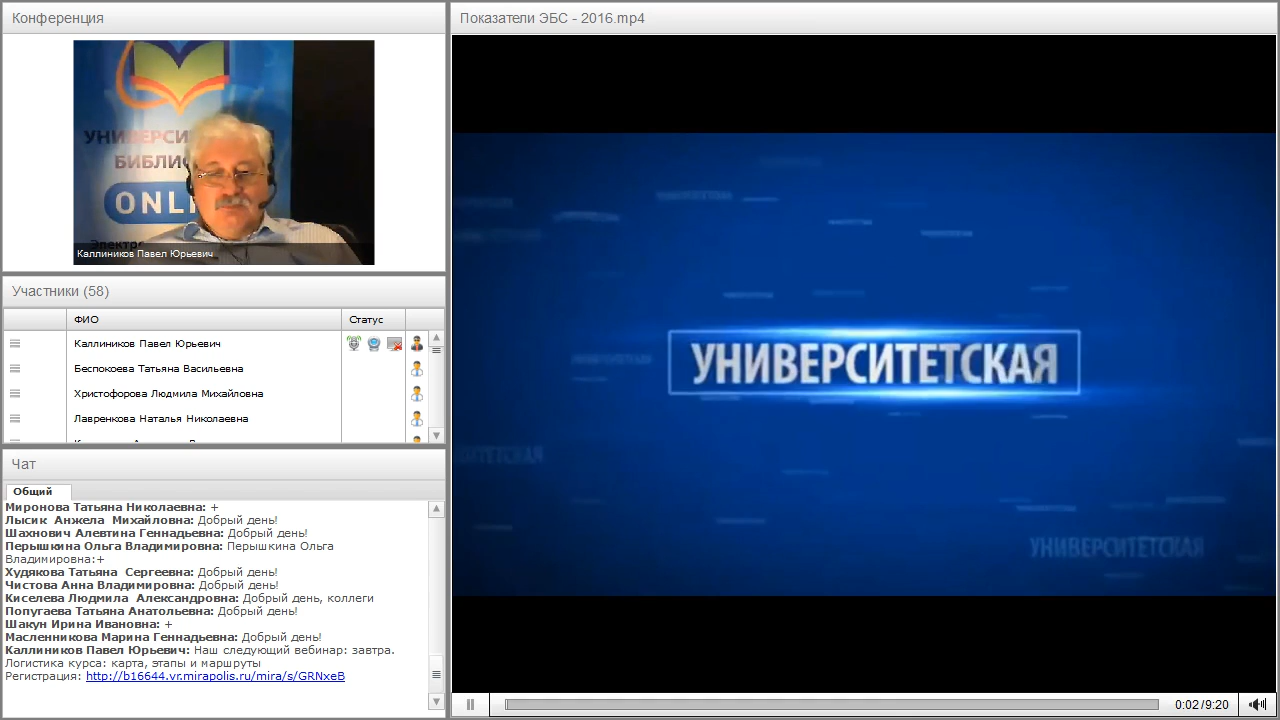 Конференция
УНИВЕРСИ
БИБЛИО
ONLI
Электр
Каллиников Павел Юрьевич
Участники (58)
ФИО Статус
Каллиников Павел Юрьевич
Беспокоева Татьяна Васильевна
Христофорова Людмила Михайловна
Лавренкова Наталья Николаевна
Чат
Общий
Миронова Татьяна Николаевна: +
Лысик Анжела Михайловна: Добрый день!
Шахнович Алевтина Геннадьевна: Добрый день!
Перышкина Ольга Владимировна: Перышкина Ольга
Владимировна:+
Худякова Татьяна Сергеевна: Добрый день!
Чистова Анна Владимировна: Добрый день!
Киселева Людмила Александровна: Добрый день, коллеги
Попугаева Татьяна Анатольевна: Добрый день!
Шакун Ирина Ивановна: +
Масленникова Марина Геннадьевна: Добрый день!
Каллиников Павел Юрьевич: Наш следующий вебинар: завтра.
Логистика курса: карта, этапы и маршруты
Регистрация: http://b16644.vr.mirapolis.ru/mira/s/GRNxeB
Показатели ЭБС - 2016.mp4
УНИВЕРСИТЕТСКАЯ
УНИВЕРСИТЕТСКАЯ
0:02/9:20